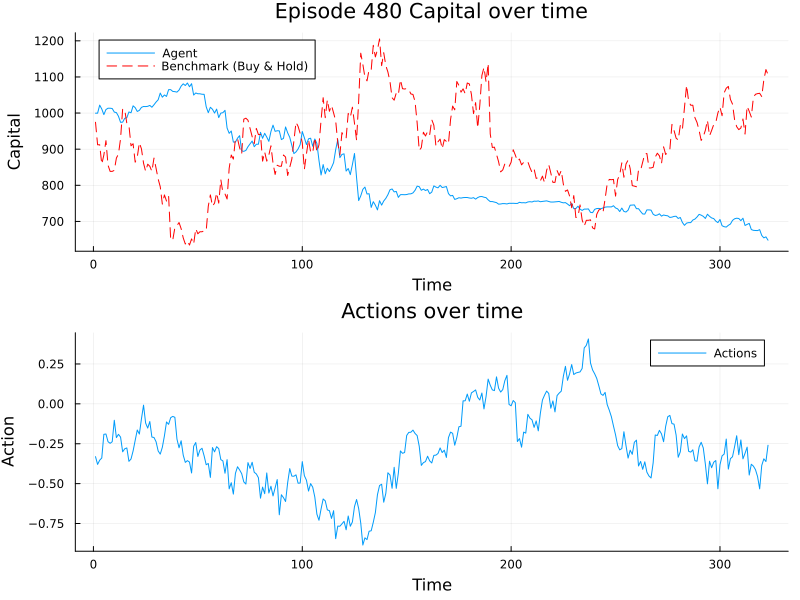 Episode 480 Capital over time
Capital
1200
1100
1000
900
800
700
Agent
Benchmark (Buy & Hold)
0
100
200
300
Time
Actions over time
Action
0.25
0.00
−0.25
−0.50
−0.75
Actions
0
100
200
300
Time